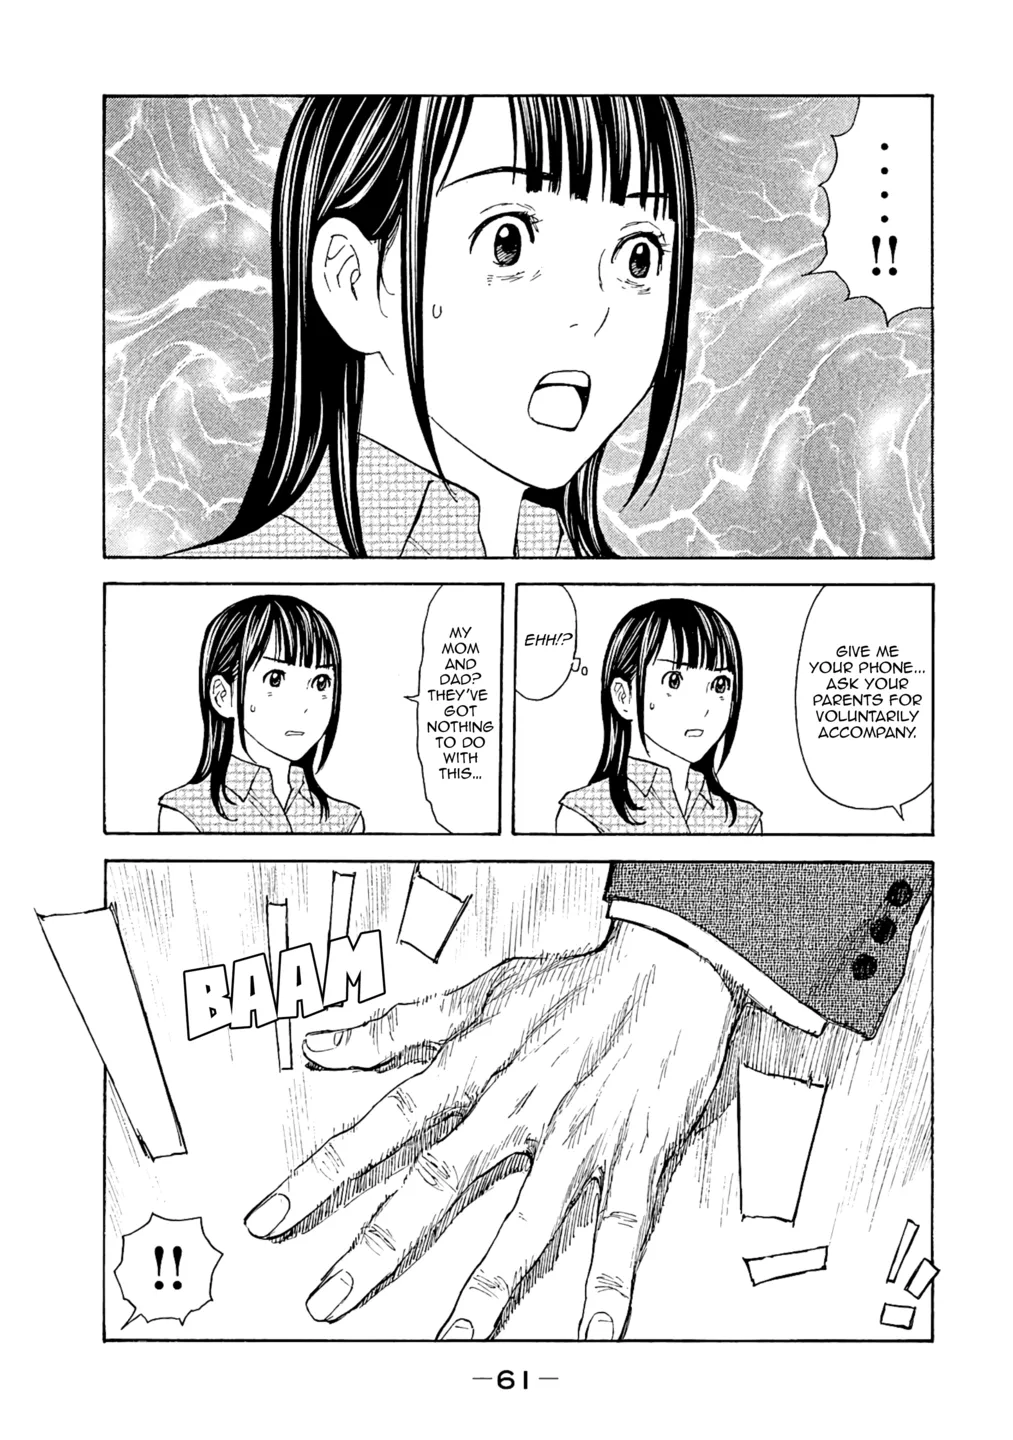 ....!!
GIVE ME
YOUR PHONE...
ASK YOUR
PARENTS FOR
VOLUNTARILY
ACCOMPANY.
EHH!?
MY
MOM
AND
DAD?
THEY'VE
GOT
NOTHING
TO DO
WITH
THIS...
BAAM
!!
-61-